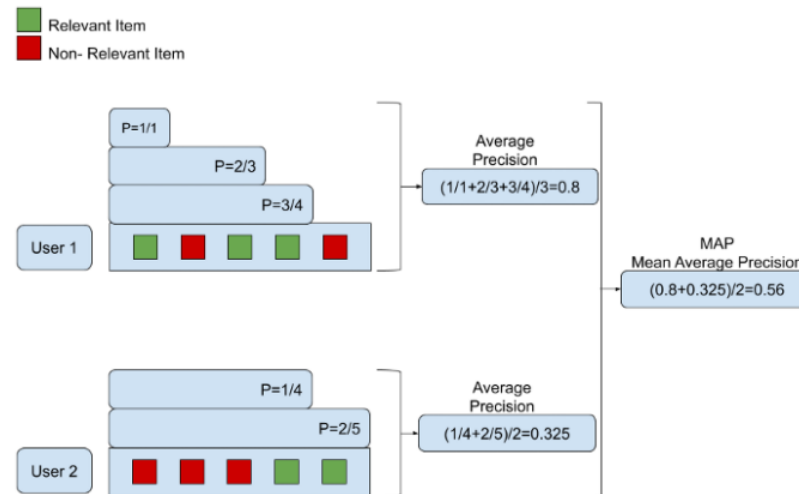 Relevant Item
Non- Relevant Item
P=1/1
P=2/3
P=3/4
User 1
Average
Precision
(1/1+2/3+3/4)/3=0.8
MAP
Mean Average Precision
(0.8+0.325)/2=0.56
P=1/4
P=2/5
User 2
Average
Precision
(1/4+2/5)/2=0.325